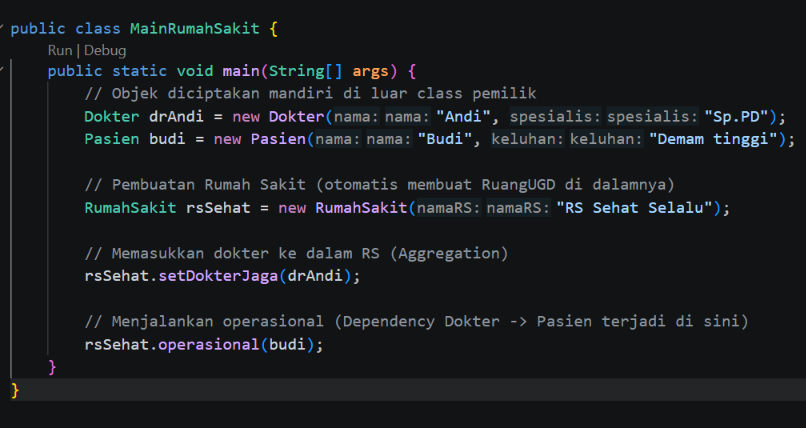 public class MainRumahSakit {
Run | Debug
public static void main(String[] args) {
// Objek diciptakan mandiri di luar class pemilik
Dokter drAndi = new Dokter(nama: nama: "Andi", spesialis: spesialis: "Sp.PD");
Pasien budi = new Pasien(nama: nama: "Budi", keluhan: keluhan: "Demam tinggi");
// Pembuatan Rumah Sakit (otomatis membuat RuangUGD di dalamnya)
RumahSakit rsSehat = new RumahSakit(namaRS: namaRS: "RS Sehat Selalu");
// Memasukkan dokter ke dalam RS (Aggregation)
rsSehat.setDokterJaga(drAndi);
// Menjalankan operasional (Dependency Dokter -> Pasien terjadi di sini)
rsSehat.operasional(budi);
}
}